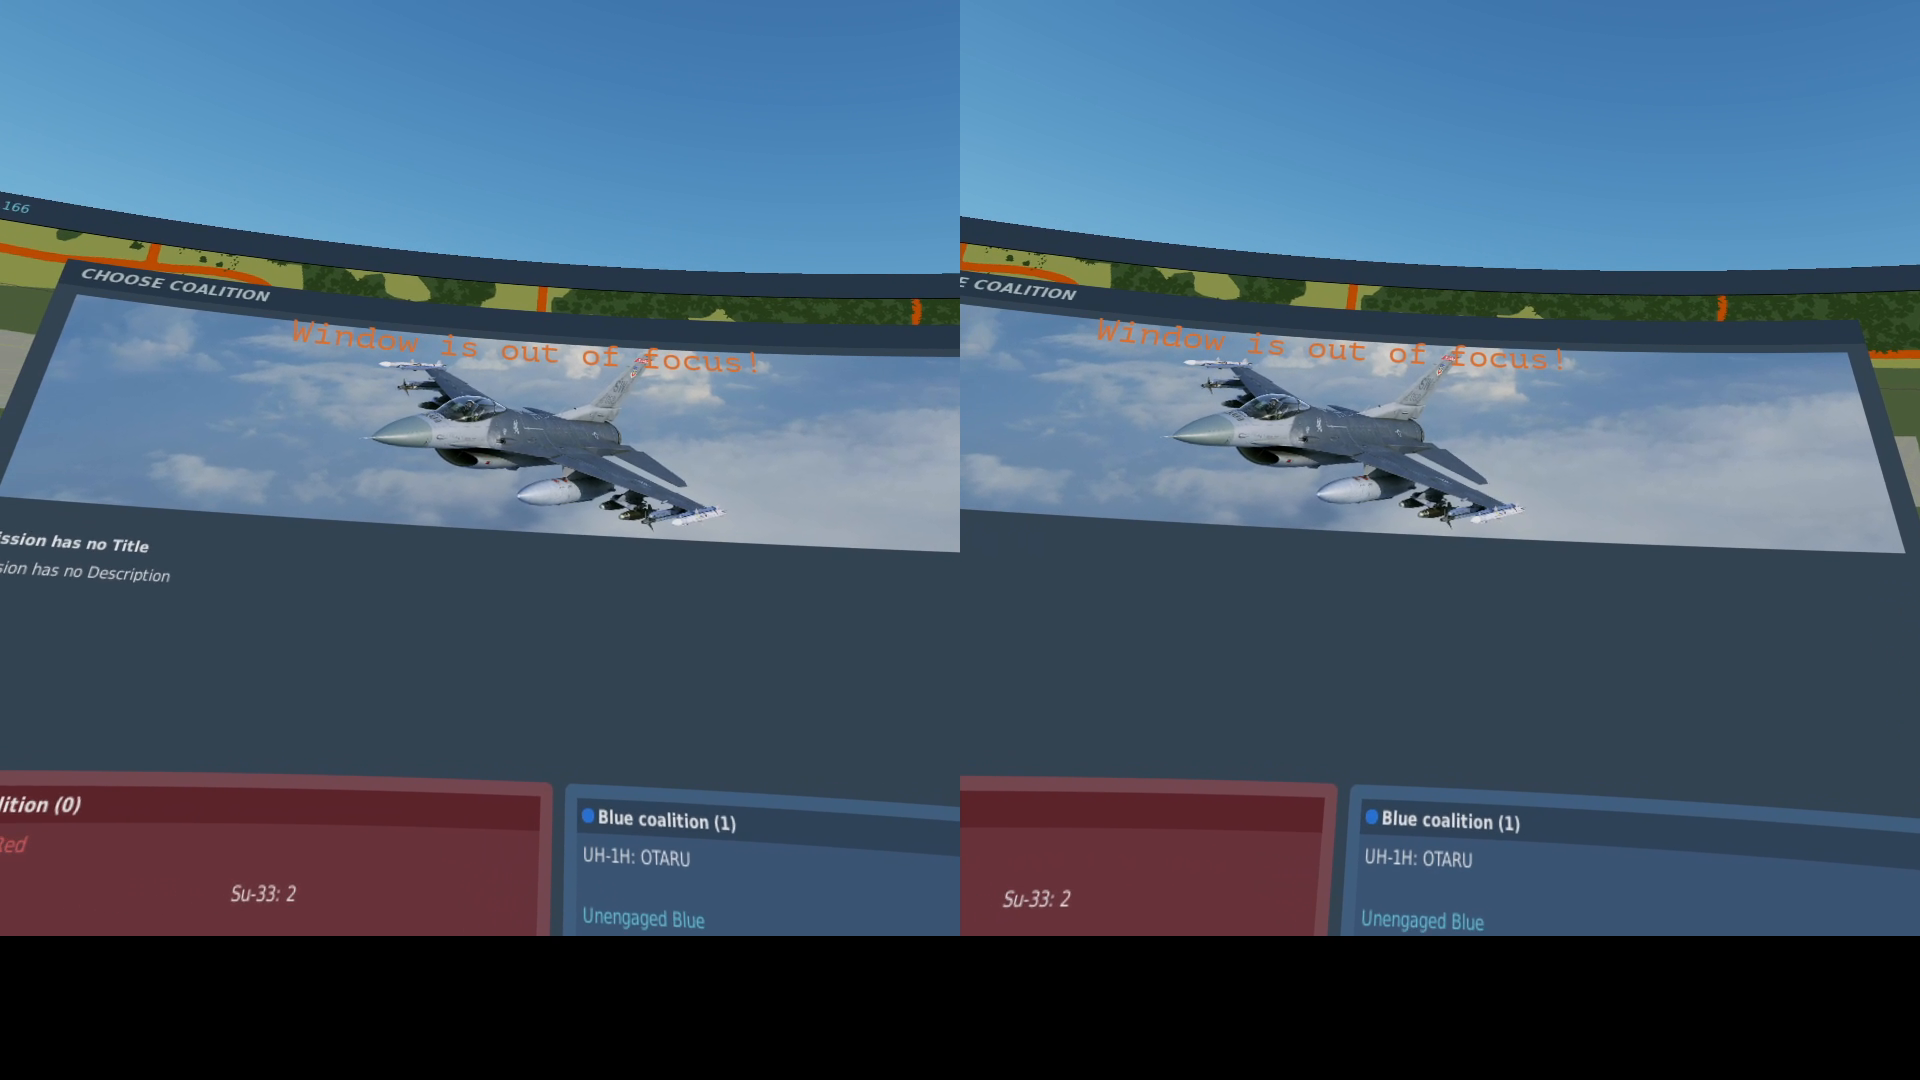 166
CHOOSE COALITION
Window is out of focus!
ssion has no Title
sion has no Description
lition (0)
Red
Su-33: 2
Blue coalition (1)
UH-1H: OTARU
Unengaged Blue
E COALITION
Window is out of focus!
Su-33: 2
Blue coalition (1)
UH-1H: OTARU
Unengaged Blue